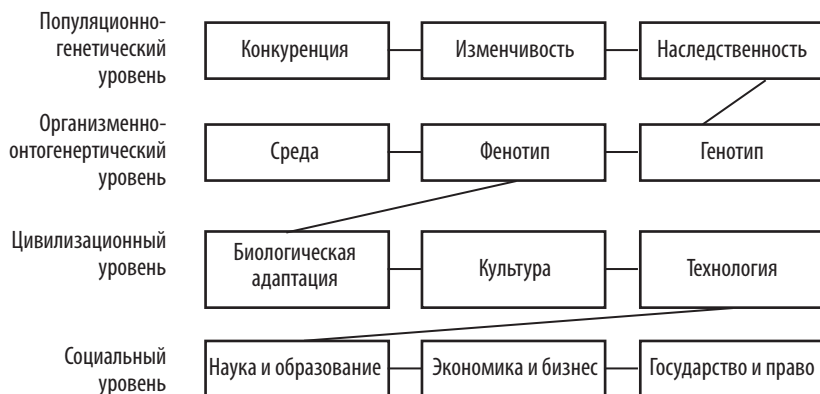 Популяционно-
генетический
уровень
Конкуренция
Изменчивость
Наследственность
Организменно-
онтогенертический
уровень
Среда
Фенотип
Генотип
Цивилизационный
уровень
Биологическая
адаптация
Культура
Технология
Социальный
уровень
Наука и образование
Экономика и бизнес
Государство и право